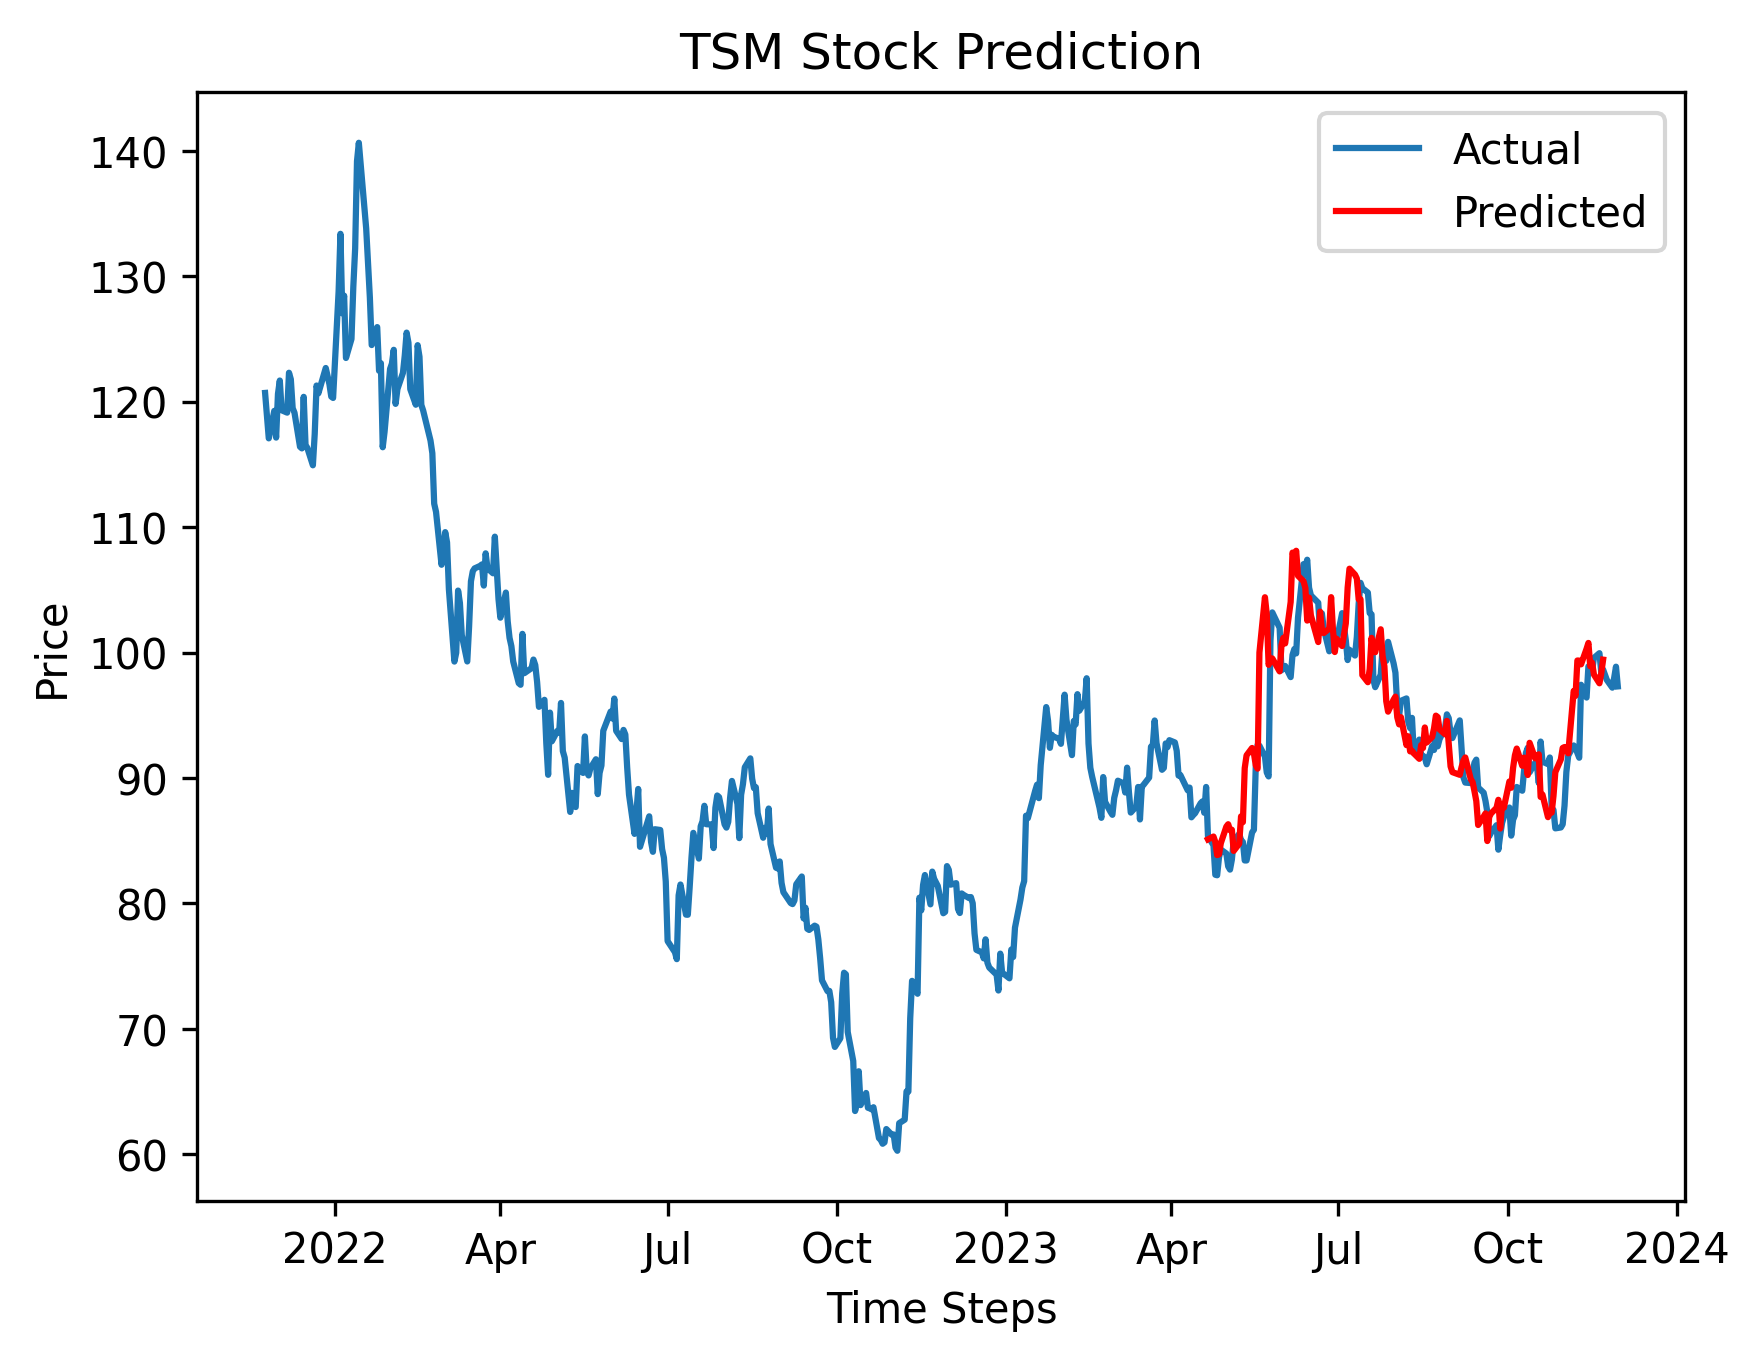 TSM Stock Prediction
Actual
Predicted
140
130
120
110
100
90
80
70
60
Price
2022 Apr Jul Oct 2023 Apr Jul Oct 2024
Time Steps